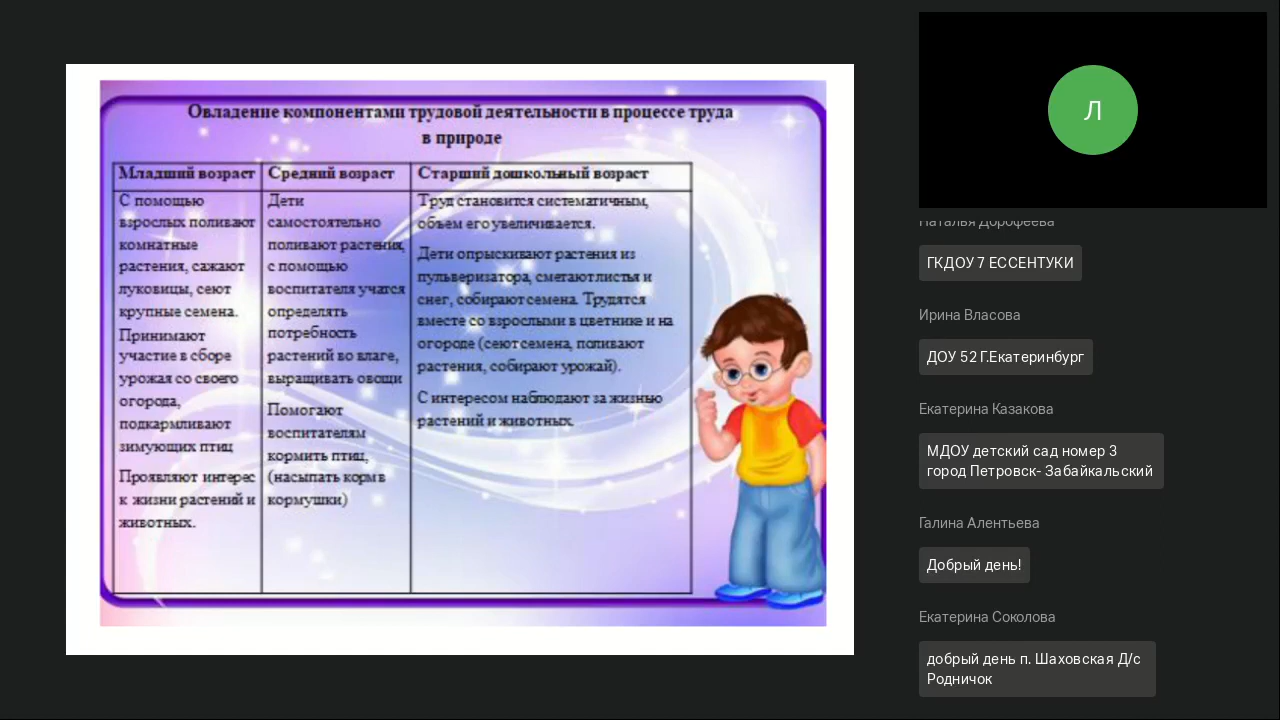 Овладение компонентами трудовой деятельности в процессе труда
в природе
Младший возраст
С помощью
взрослых поливают
комнатные
растения, сажают
луковицы, сеют
крупные семена.
Принимают
участие в сборе
урожая со своего
огорода,
подкармливают
зимующих птиц
Проявляют интерес
к жизни растений и
животных.
Средний возраст
Дети
самостоятельно
поливают растения,
с помощью
воспитателя учатся
определять
потребность
растений во влаге,
выращивать овощи
Помогают
воспитателям
кормить птиц,
(насыпать корм в
кормушки)
Старший дошкольный возраст
Труд становится систематичным,
объем его увеличивается.
Дети опрыскивают растения из
пульверизатора, сметают листья и
снег, собирают семена. Трудятся
вместе со взрослыми в цветнике и на
огороде (сеют семена, поливают
растения, собирают урожай).
С интересом наблюдают за жизнью
растений и животных.
Л
Наталья Дорофеева
ГКДОУ 7 ЕССЕНТУКИ
Ирина Власова
ДОУ 52 Г.Екатеринбург
Екатерина Казакова
МДОУ детский сад номер 3
город Петровск- Забайкальский
Галина Алентьева
Добрый день!
Екатерина Соколова
добрый день п. Шаховская Д/с
Родничок